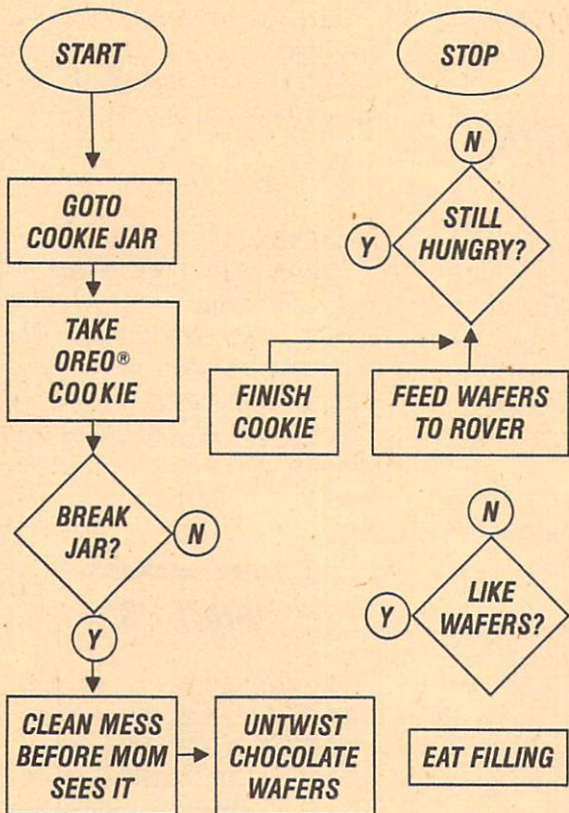 START
GOTO
COOKIE JAR
TAKE
OREO®
COOKIE
BREAK
JAR?
N
Y
CLEAN MESS
BEFORE MOM
SEES IT
UNTWIST
CHOCOLATE
WAFERS
EAT FILLING
LIKE
WAFERS?
Y
N
FINISH
COOKIE
FEED WAFERS
TO ROVER
STILL
HUNGRY?
Y
N
STOP